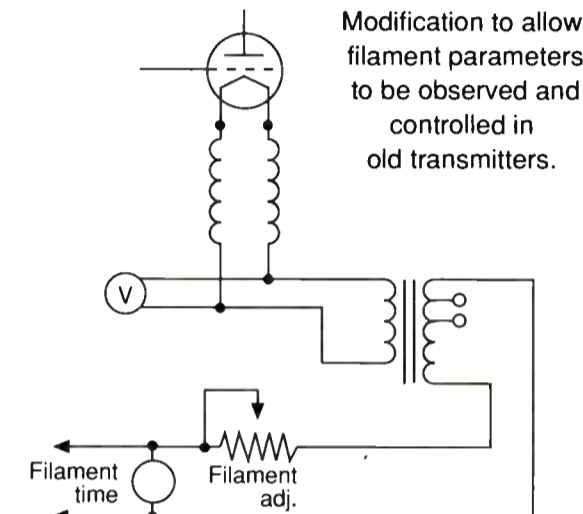 Modification to allow
filament parameters
to be observed and
controlled in
old transmitters.
V
Filament
time
Filament
adj.